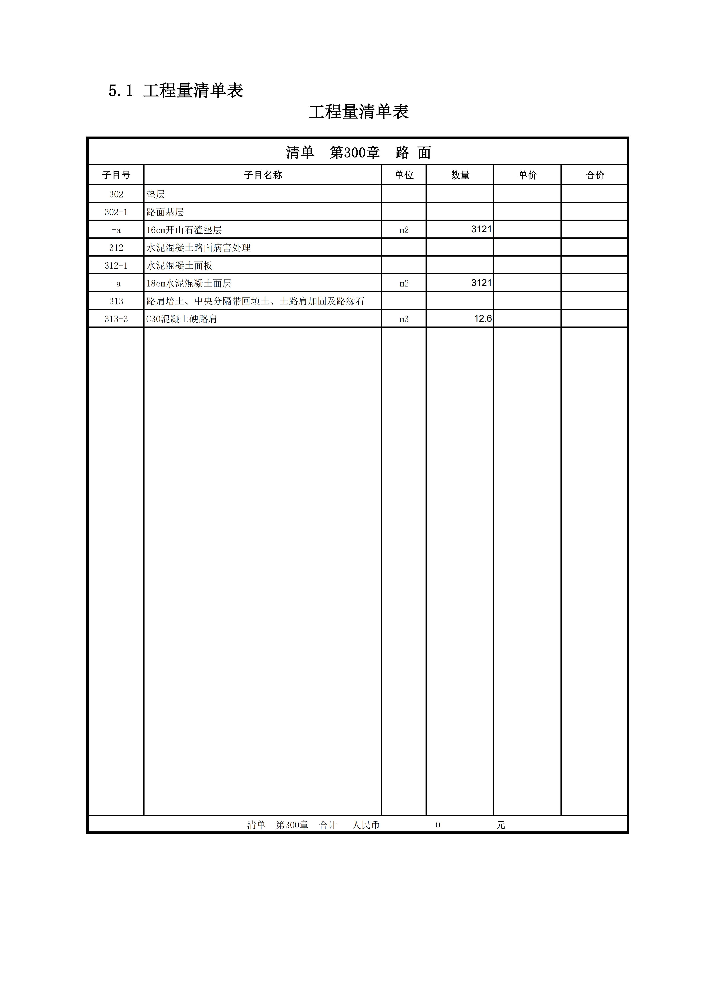 5.1 工程量清单表
工程量清单表
清单 第300章 路 面
子目号 子目名称 单位 数量 单价 合价
302 垫层
302-1 路面基层
-a 16cm开山石渣垫层 m2 3121
312 水泥混凝土路面病害处理
312-1 水泥混凝土面板
-a 18cm水泥混凝土面层 m2 3121
313 路肩培土、中央分隔带回填土、土路肩加固及路缘石
313-3 C30混凝土硬路肩 m3 12.6
清单 第300章 合计 人民币 0 元